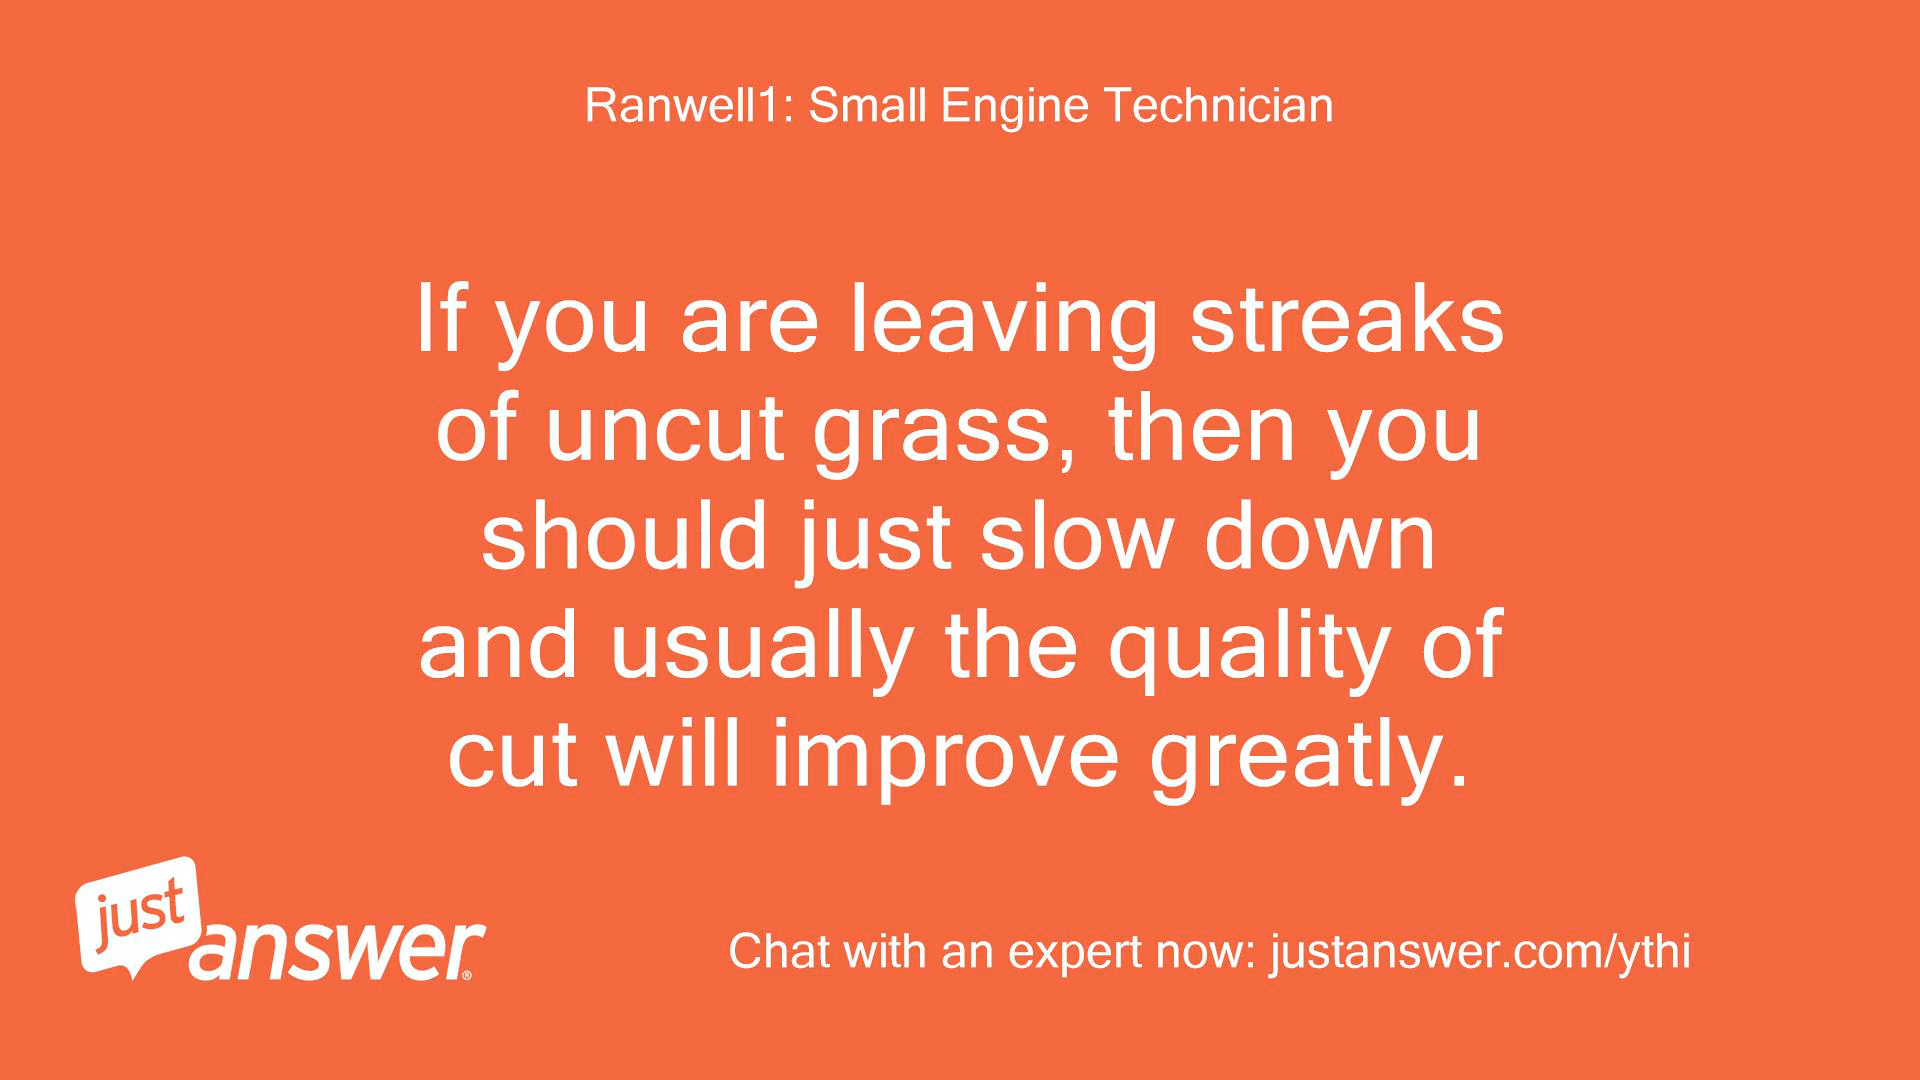 Ranwell1: Small Engine Technician
If you are leaving streaks
of uncut grass, then you
should just slow down
and usually the quality of
cut will improve greatly.
just
answer®
Chat with an expert now: justanswer.com/ythi